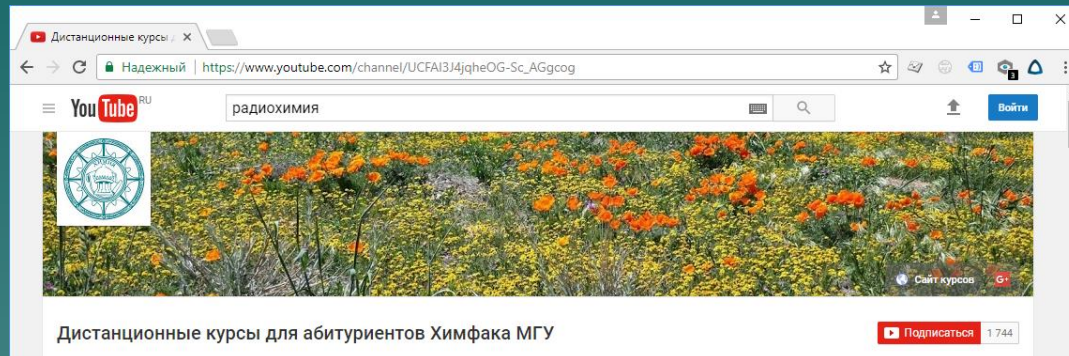 Дистанционные курсы д
Надежный
https://www.youtube.com/channel/UCFAI3J4jqheOG-Sc_AGgcog
3
YouTube RU
радиохимия
Войти
Сайт курсов
G+
Дистанционные курсы для абитуриентов Химфака МГУ
Подписаться 1 744